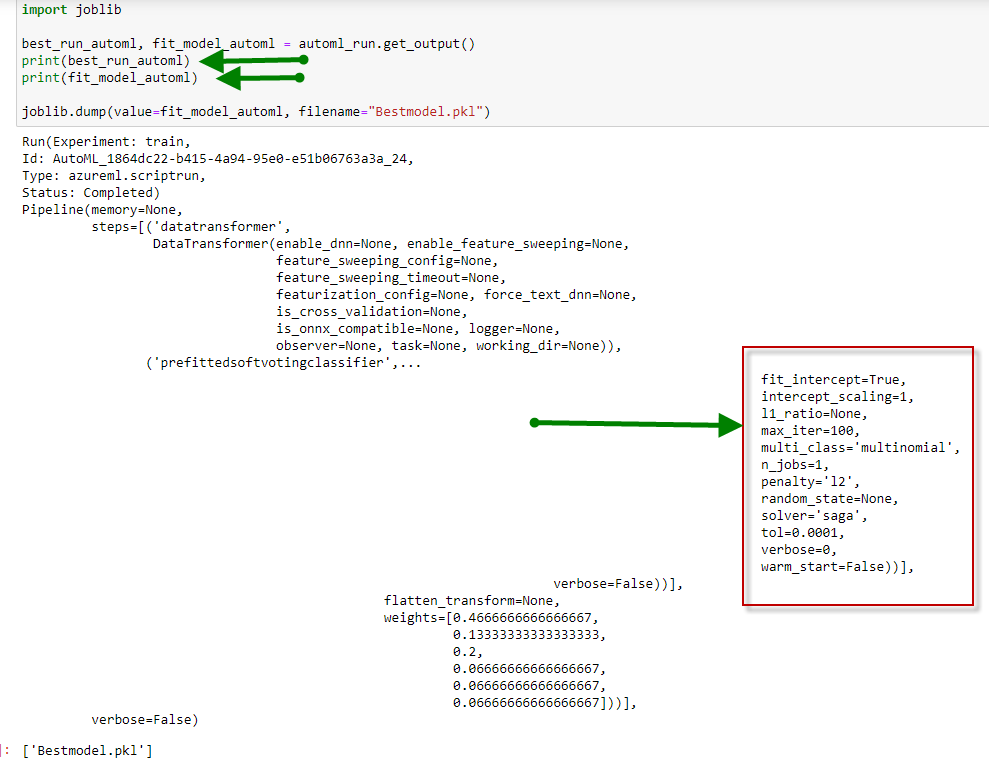 import joblib
best_run_automl, fit_model_automl = automl_run.get_output()
print(best_run_automl)
print(fit_model_automl)
joblib.dump(value=fit_model_automl, filename="Bestmodel.pkl")
Run(Experiment: train,
Id: AutoML_1864dc22-b415-4a94-95e0-e51b06763a3a_24,
Type: azureml.scriptrun,
Status: Completed)
Pipeline(memory=None,
steps=[('datatransformer',
DataTransformer(enable_dnn=None, enable_feature_sweeping=None,
feature_sweeping_config=None,
feature_sweeping_timeout=None,
featurization_config=None, force_text_dnn=None,
is_cross_validation=None,
is_onnx_compatible=None, logger=None,
observer=None, task=None, working_dir=None)),
('prefittedsoftvotingclassifier',...
fit_intercept=True,
intercept_scaling=1,
l1_ratio=None,
max_iter=100,
multi_class='multinomial',
n_jobs=1,
penalty='l2',
random_state=None,
solver='saga',
tol=0.0001,
verbose=0,
warm_start=False))],
verbose=False))],
flatten_transform=None,
weights=[0.4666666666666667,
0.13333333333333333,
0.2,
0.06666666666666667,
0.06666666666666667,
0.06666666666666667]))],
verbose=False)
]: ['Bestmodel.pkl']